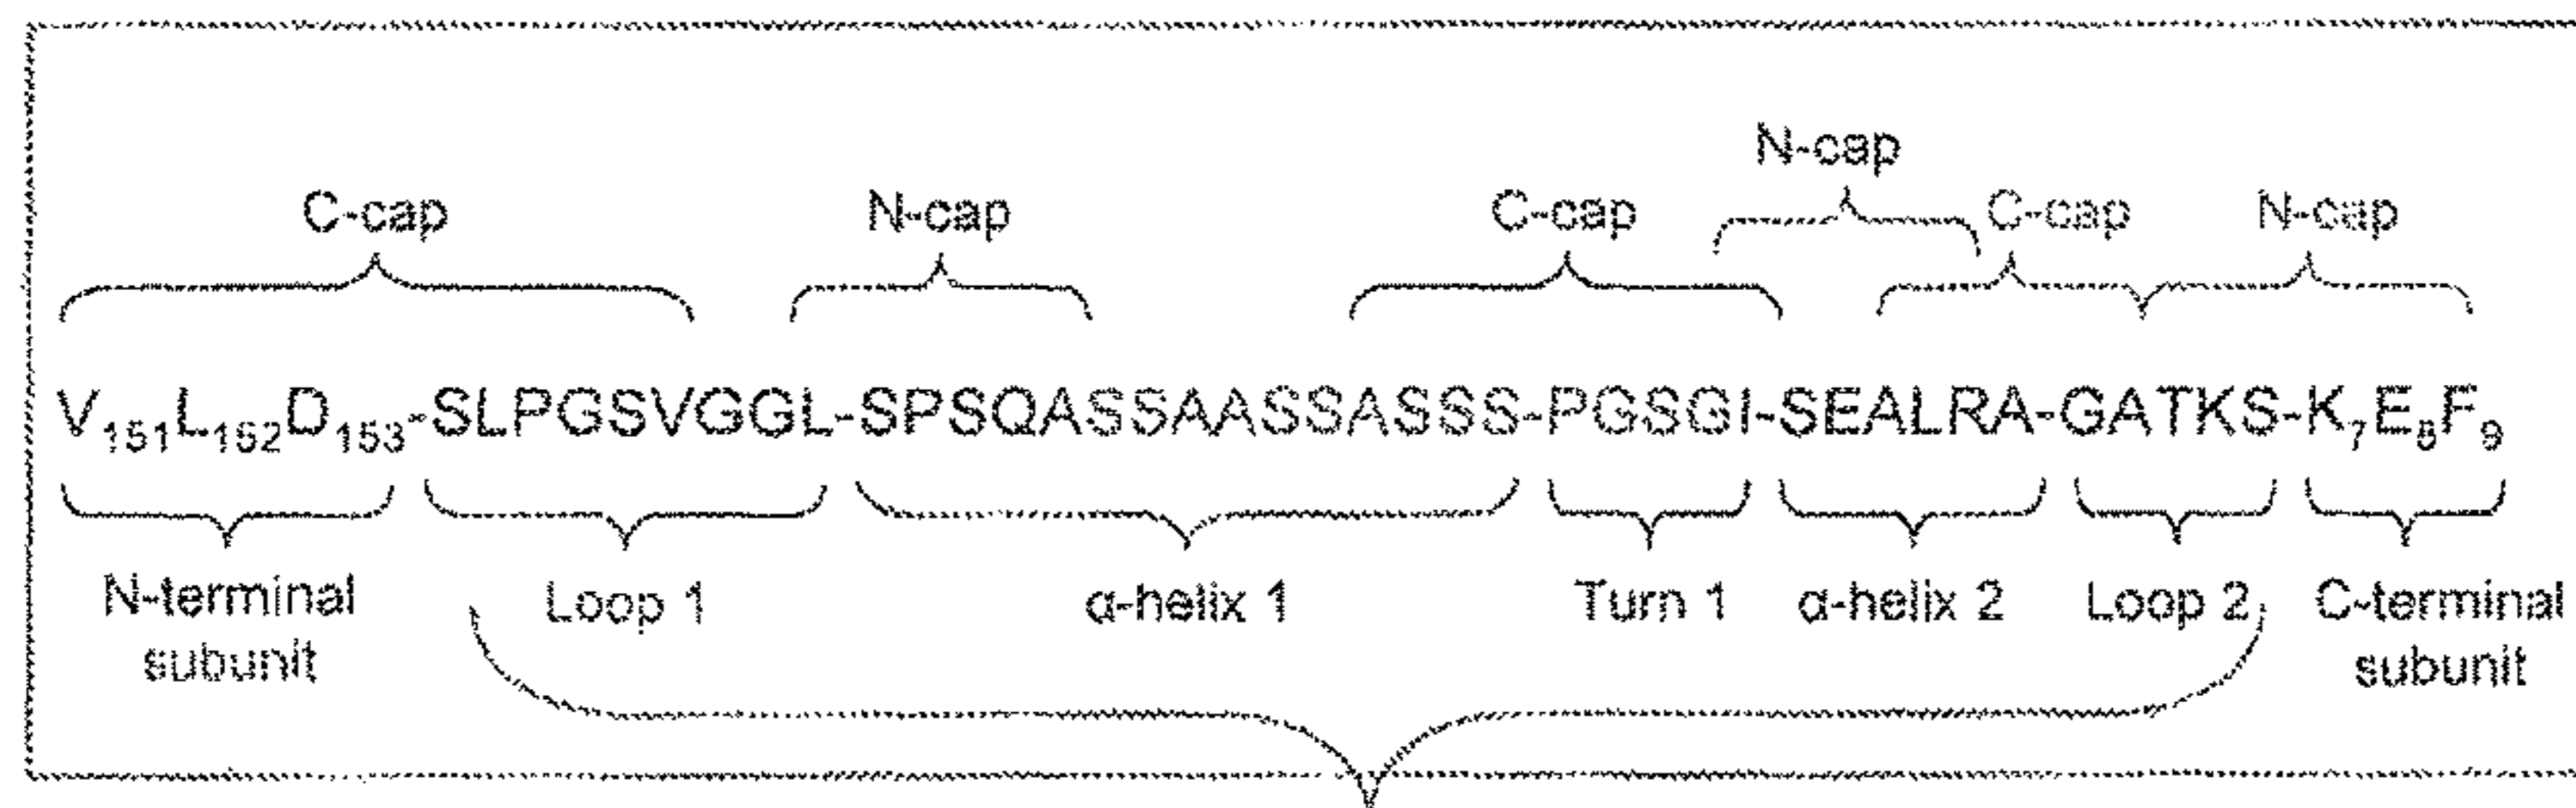 N-cap
C-cap N-cap C-cap C-cap N-cap
V₁₅₁L₁₅₂D₁₅₃-SLPGSVGGL-SPSQASSAASSASSS-PGSGI-SEALRA-GATKS-K₇E₈F₉
N-terminal Loop 1 α-helix 1 Turn 1 α-helix 2 Loop 2 C-terminal
subunit subunit